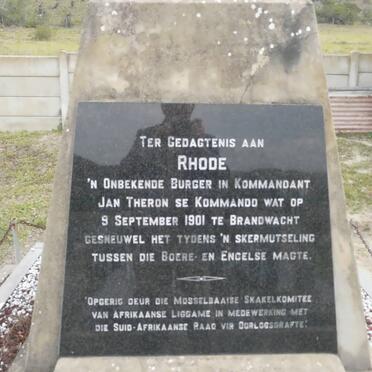 TER GEDAGTENIS AAN
RHODE
'N ONBEKENDE BURGER IN KOMMANDANT
JAN THERON SE KOMMANDO WAT OP
9 SEPTEMBER 1901 TE BRANDWACHT
GESNEUWEL HET TYDENS 'N SKERMUTSELING
TUSSEN DIE BOERE- EN ENGELSE MAGTE.
'OPGERIG DEUR DIE MOSSELBAAISE SKAKELKOMITEE
VAN AFRIKAANSE LIGGAME IN MEDEWERKING MET
DIE SUID-AFRIKAANSE RAAD VIR OORLOGSGRAFTE'.